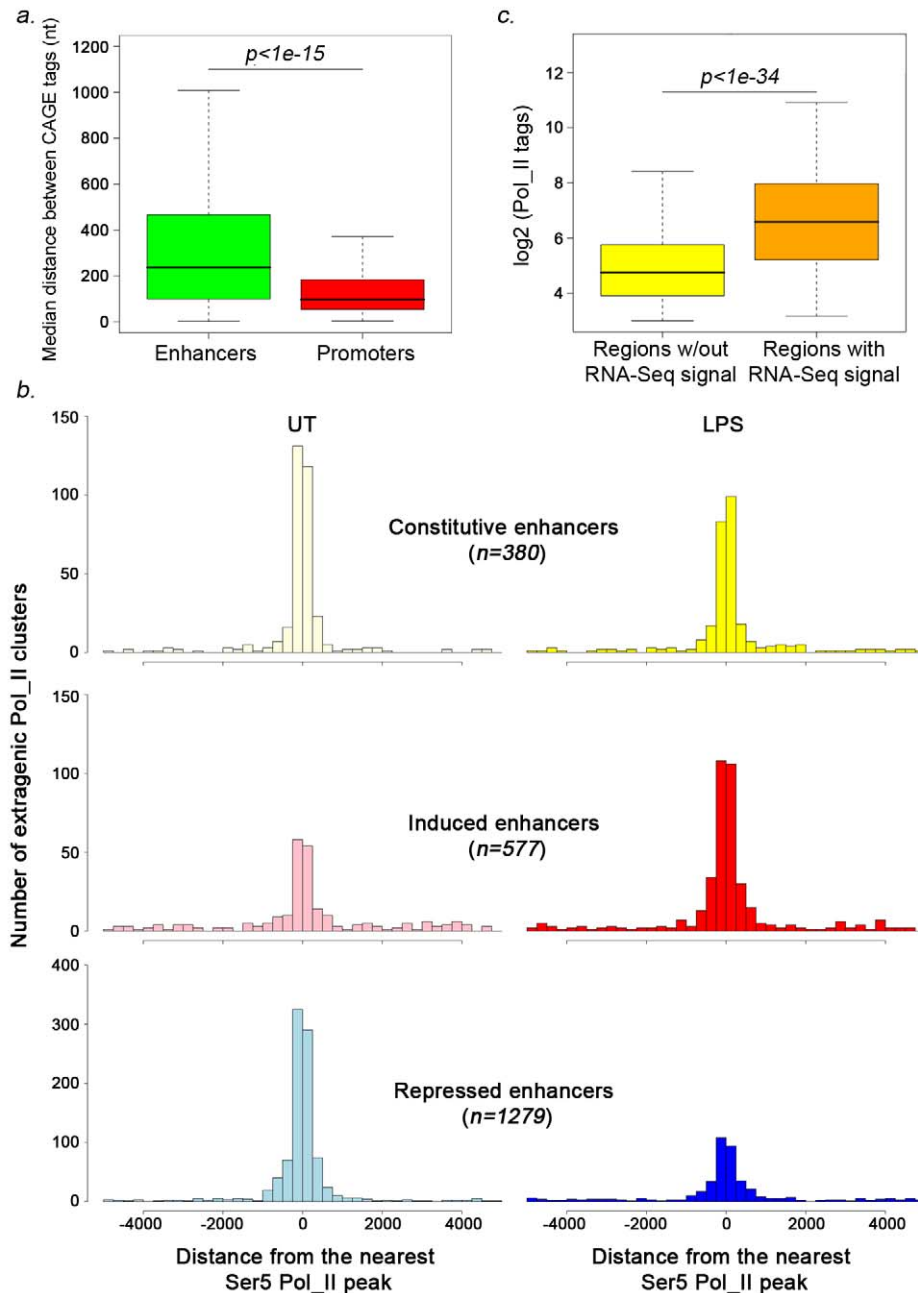 a.
Median distance between CAGE tags (nt)
1200
1000
800
600
400
200
0
p<1e-15
Enhancers
Promoters
c.
log2 (Pol_II tags)
12
10
8
6
4
p<1e-34
Regions w/out
RNA-Seq signal
Regions with
RNA-Seq signal
b.
Number of extragenic Pol_II clusters
UT
LPS
150
100
50
0
Constitutive enhancers
(n=380)
150
100
50
0
Induced enhancers
(n=577)
400
300
200
100
0
Repressed enhancers
(n=1279)
-4000 -2000 0 2000 4000
-4000 -2000 0 2000 4000
Distance from the nearest
Ser5 Pol_II peak
Distance from the nearest
Ser5 Pol_II peak